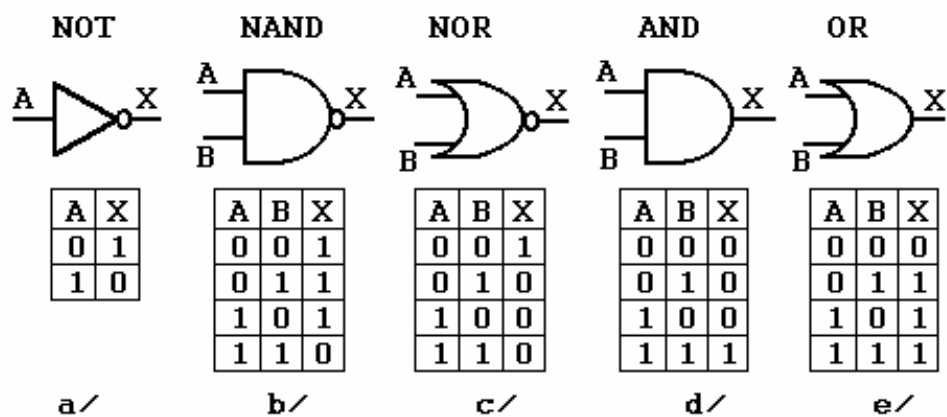 NOT NAND NOR AND OR
A X A B X A B X A B X A B X
A X A B X A B X A B X A B X
0 1 0 0 1 0 0 1 0 0 0 0 0 0
1 0 0 1 1 0 1 0 0 1 0 0 1 1
1 0 1 1 0 0 1 0 0 1 0 1
1 1 0 1 1 0 1 1 1 1 1 1
a/ b/ c/ d/ e/